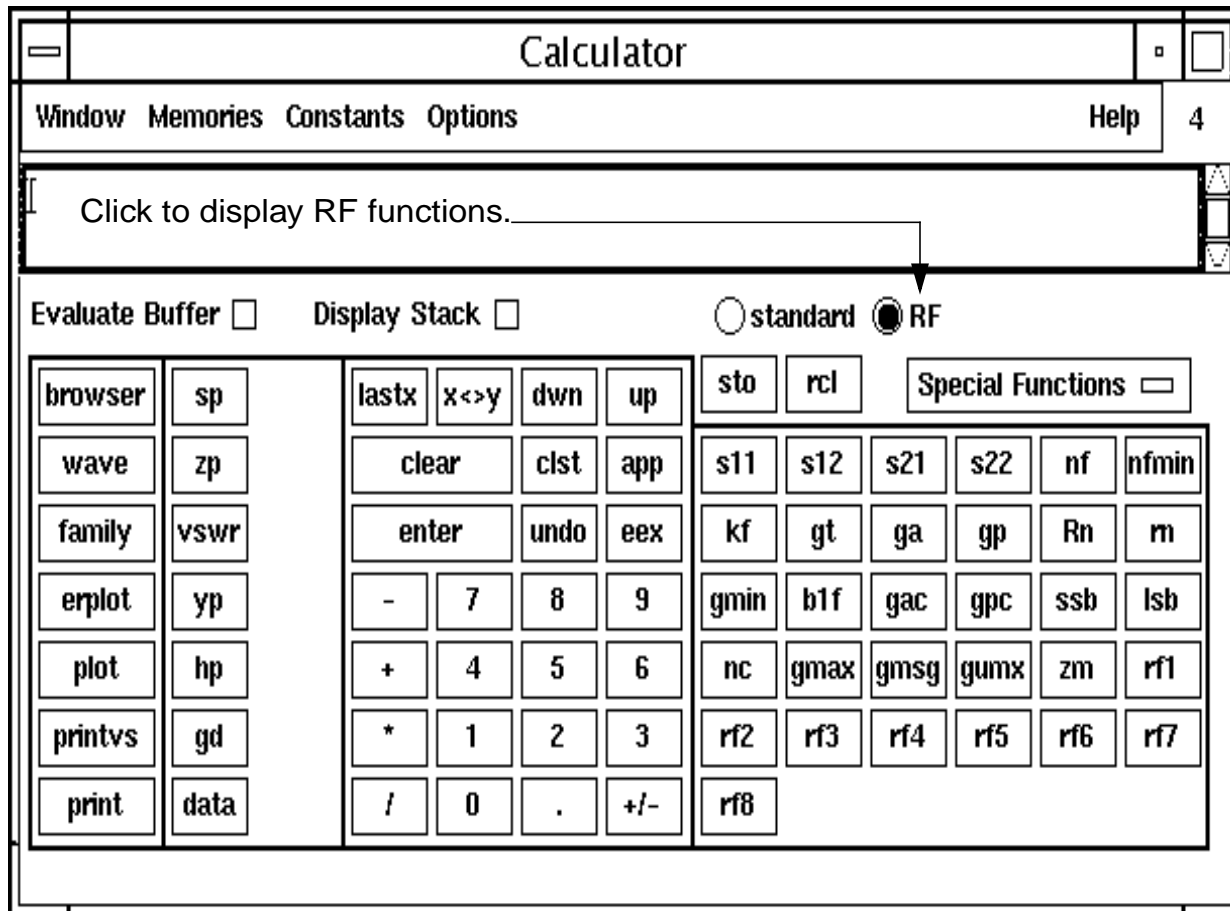 Calculator
Window Memories Constants Options Help 4
Click to display RF functions.
Evaluate Buffer Display Stack standard RF
browser sp lastx x<>y dwn up sto rcl Special Functions
wave zp clear clst app s11 s12 s21 s22 nf nfmin
family vswr enter undo eex kf gt ga gp Rn rn
erplot yp - 7 8 9 gmin b1f gac gpc ssb lsb
plot hp + 4 5 6 nc gmax gmsg gumx zm rf1
printvs gd * 1 2 3 rf2 rf3 rf4 rf5 rf6 rf7
print data / 0 . +/- rf8